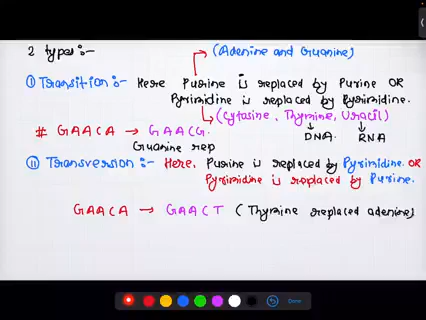 2 types:-
(Adenine and Guanine)
(i) Transition:- Here Purine is replaced by Purine OR
Pyrimidine is replaced by Pyrimidine.
(Cytosine, Thymine, Uracil)
DNA. RNA
# GAACA → GAACG.
Guanine rep
(ii) Transversion:- Here, Purine is replaced by Pyrimidine. OR
Pyrimidine is replaced by Purine.
GAACA → GAACT (Thymine replaced adenine)
Done